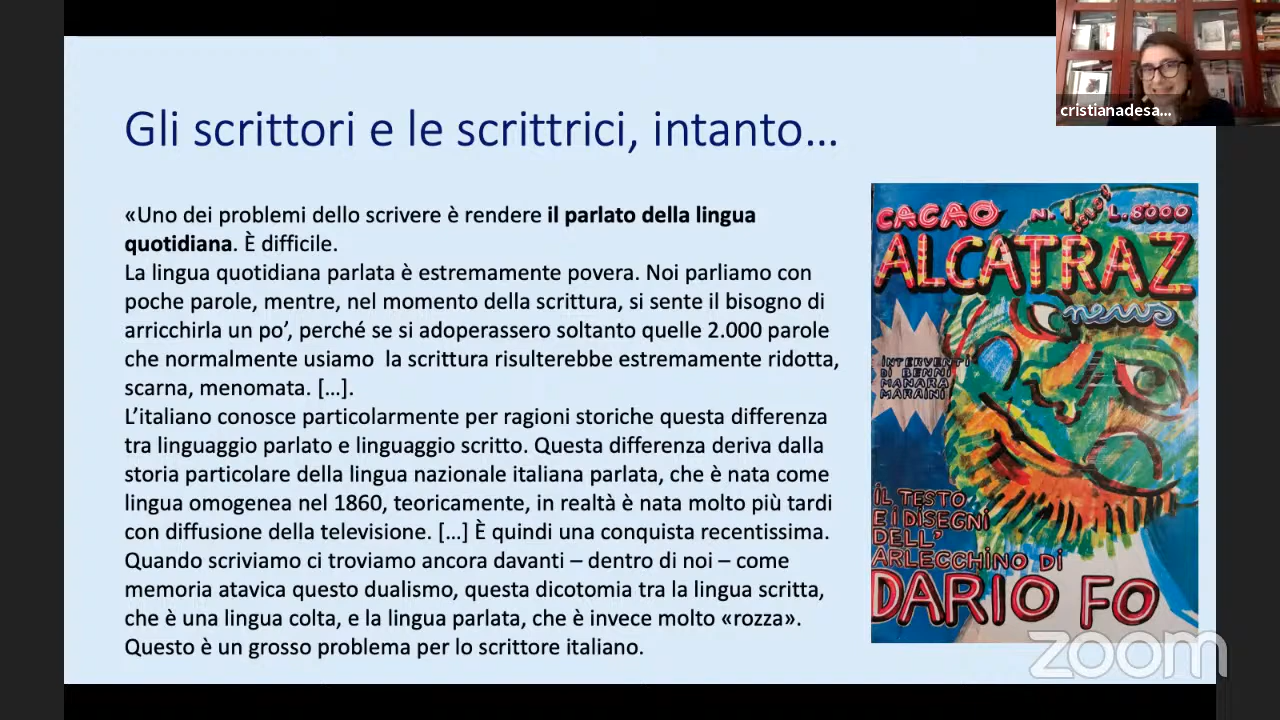 cristianadesa...
Gli scrittori e le scrittrici, intanto...
«Uno dei problemi dello scrivere è rendere il parlato della lingua
quotidiana. È difficile.
La lingua quotidiana parlata è estremamente povera. Noi parliamo con
poche parole, mentre, nel momento della scrittura, si sente il bisogno di
arricchirla un po’, perché se si adoperassero soltanto quelle 2.000 parole
che normalmente usiamo la scrittura risulterebbe estremamente ridotta,
scarna, menomata. [...].
L’italiano conosce particolarmente per ragioni storiche questa differenza
tra linguaggio parlato e linguaggio scritto. Questa differenza deriva dalla
storia particolare della lingua nazionale italiana parlata, che è nata come
lingua omogenea nel 1860, teoricamente, in realtà è nata molto più tardi
con diffusione della televisione. [...] È quindi una conquista recentissima.
Quando scriviamo ci troviamo ancora davanti – dentro di noi – come
memoria atavica questo dualismo, questa dicotomia tra la lingua scritta,
che è una lingua colta, e la lingua parlata, che è invece molto «rozza».
Questo è un grosso problema per lo scrittore italiano.
CACAO Nr. 1 L. 8000
ALCATRAZ
news
INTERVENTI
DI BENNI
MANARA
MARAINI
IL TESTO
E I DISEGNI
DELL'
ARLECCHINO DI
DARIO FO
zoom